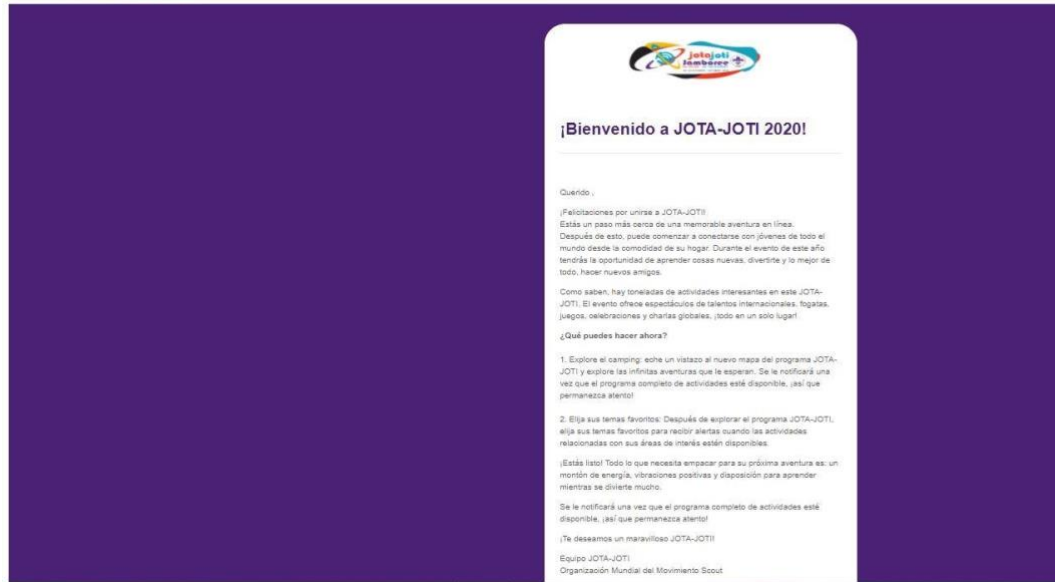 jotajoti
Jamboree
¡Bienvenido a JOTA-JOTI 2020!
Querido ,
¡Felicitaciones por unirse a JOTA-JOTI!
Estás un paso más cerca de una memorable aventura en línea.
Después de esto, puede comenzar a conectarse con jóvenes de todo el
mundo desde la comodidad de su hogar. Durante el evento de este año
tendrás la oportunidad de aprender cosas nuevas, divertirte y lo mejor de
todo, hacer nuevos amigos.
Como saben, hay toneladas de actividades interesantes en este JOTA-
JOTI. El evento ofrece espectáculos de talentos internacionales, fogatas,
juegos, celebraciones y charlas globales, ¡todo en un solo lugar!
¿Qué puedes hacer ahora?
1. Explore el camping: eche un vistazo al nuevo mapa del programa JOTA-
JOTI y explore las infinitas aventuras que le esperan. Se le notificará una
vez que el programa completo de actividades esté disponible, ¡así que
permanezca atento!
2. Elija sus temas favoritos: Después de explorar el programa JOTA-JOTI,
elija sus temas favoritos para recibir alertas cuando las actividades
relacionadas con sus áreas de interés estén disponibles.
¡Estás listo! Todo lo que necesita empacar para su próxima aventura es: un
montón de energía, vibraciones positivas y disposición para aprender
mientras se divierte mucho.
Se le notificará una vez que el programa completo de actividades esté
disponible, ¡así que permanezca atento!
¡Te deseamos un maravilloso JOTA-JOTI!
Equipo JOTA-JOTI
Organización Mundial del Movimiento Scout